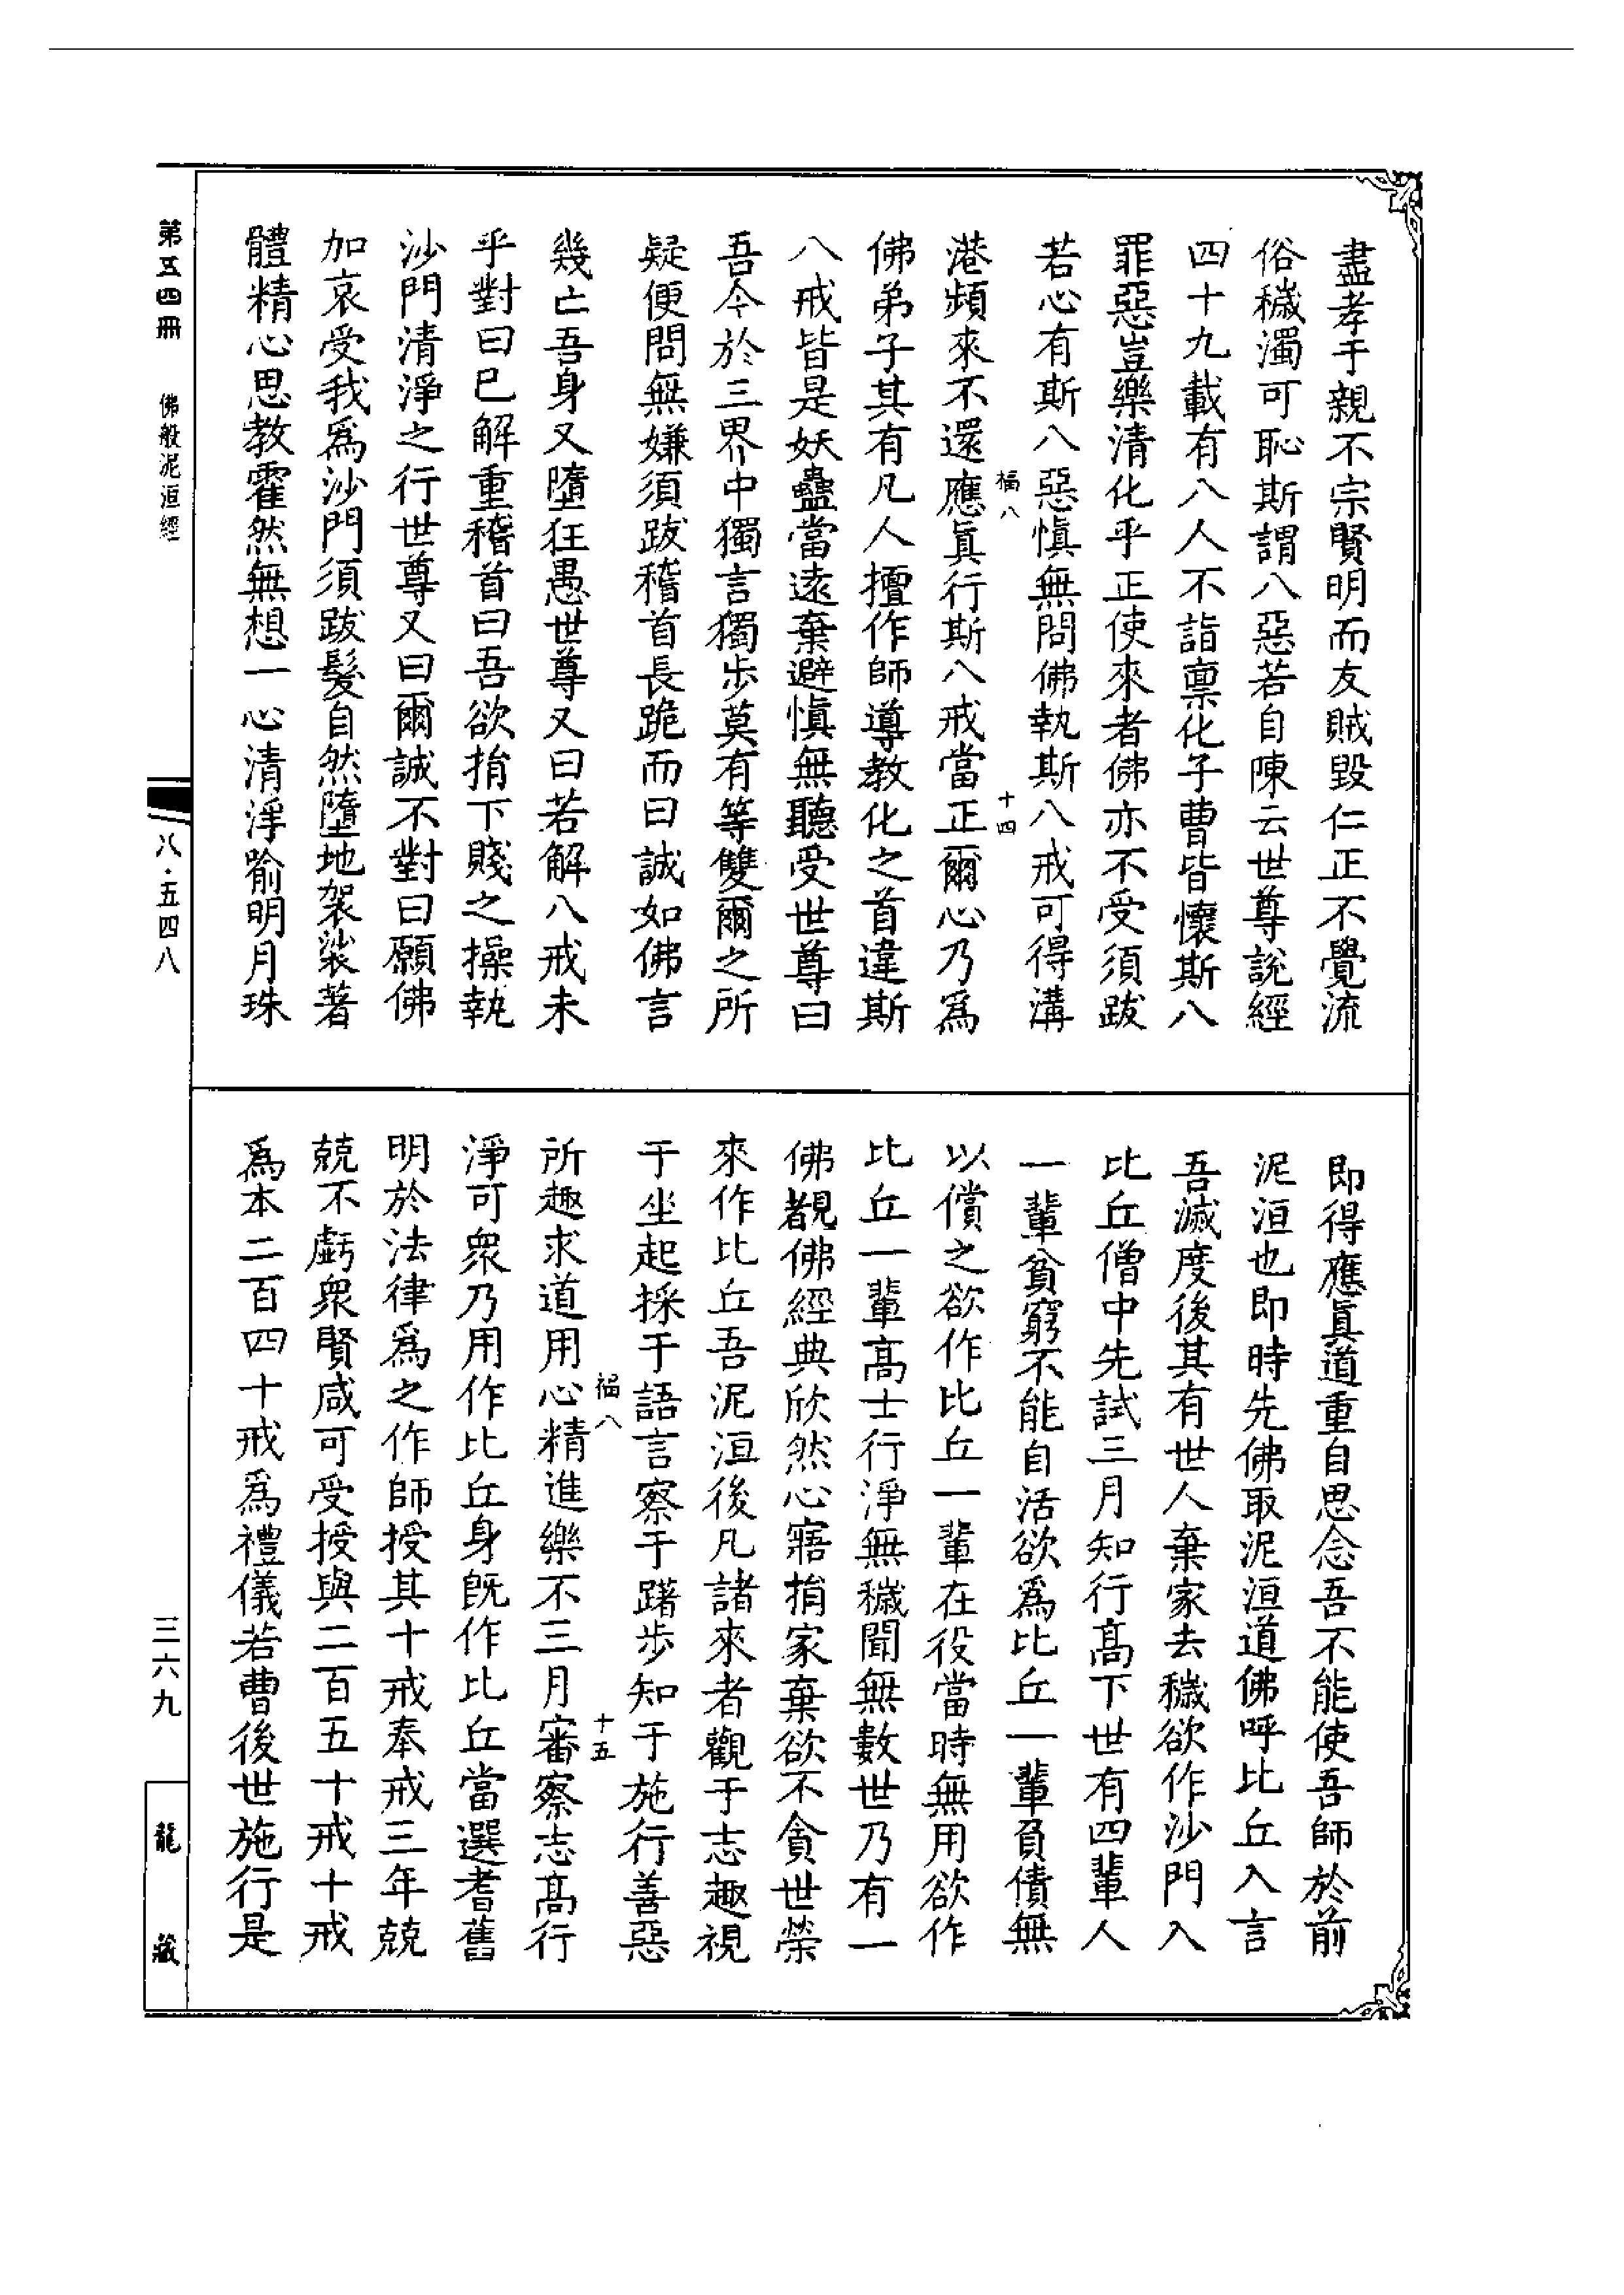 盡孝于親不宗賢明而友賊毀仁正不覺流
俗穢濁可恥斯謂八惡若自陳云世尊說經
四十九載有八人不詣稟化子曹皆懷斯八
罪惡豈樂清化乎正使來者佛亦不受須跋
若心有斯八惡愼無問佛執斯八戒可得溝
港頻來不還應眞行斯八戒當正爾心乃爲
福八
十四
佛弟子其有凡人擅作師導教化之首違斯
八戒皆是妖蠱當遠棄避愼無聽受世尊曰
吾今於三界中獨言獨步莫有等雙爾之所
疑便問無嫌須跋稽首長跪而曰誠如佛言
幾亡吾身又墮狂愚世尊又曰若解八戒未
乎對曰已解重稽首曰吾欲捐下賤之操執
沙門清淨之行世尊又曰爾誠不對曰願佛
加哀受我爲沙門須跋髮自然墮地袈裟著
體精心思教霍然無想一心清淨喻明月珠
即得應眞道重自思念吾不能使吾師於前
泥洹也即時先佛取泥洹道佛呼比丘入言
吾滅度後其有世人棄家去穢欲作沙門入
比丘僧中先試三月知行髙下世有四輩人
一輩貧窮不能自活欲爲比丘一輩負債無
以償之欲作比丘一輩在役當時無用欲作
比丘一輩髙士行淨無穢聞無數世乃有一
佛覩佛經典欣然心寤捐家棄欲不貪世榮
來作比丘吾泥洹後凡諸來者觀于志趣視
于坐起採于語言察于躇步知于施行善惡
所趣求道用心精進樂不三月審察志髙行
福八
十五
淨可衆乃用作比丘身旣作比丘當選耆舊
明於法律爲之作師授其十戒奉戒三年兢
兢不虧衆賢咸可受授與二百五十戒十戒
爲本二百四十戒爲禮儀若曹後世施行是
第五四冊　佛般泥洹經
八·五四八
三六九
龍藏